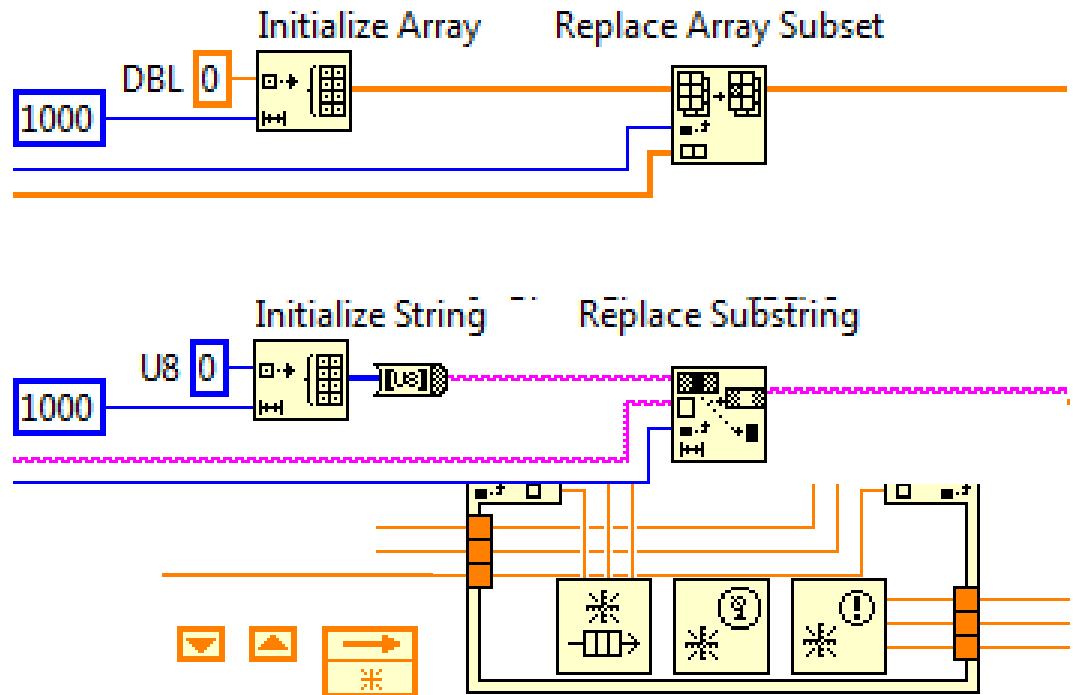 Initialize Array Replace Array Subset
DBL 0
1000
Initialize String Replace Substring
U8 0
[U8]
1000